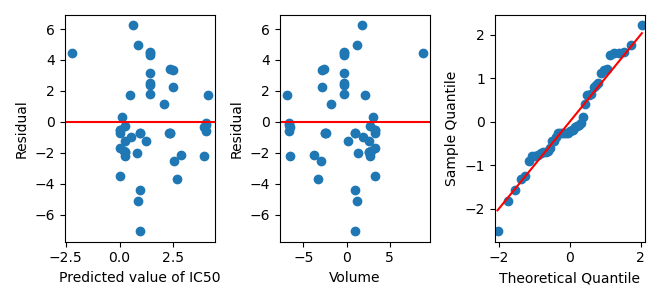 6
4
2
0
−2
−4
−6
−2.5 0.0 2.5
Residual
Predicted value of IC50
6
4
2
0
−2
−4
−6
−5 0 5
Residual
Volume
2
1
0
−1
−2
−2 0 2
Sample Quantile
Theoretical Quantile